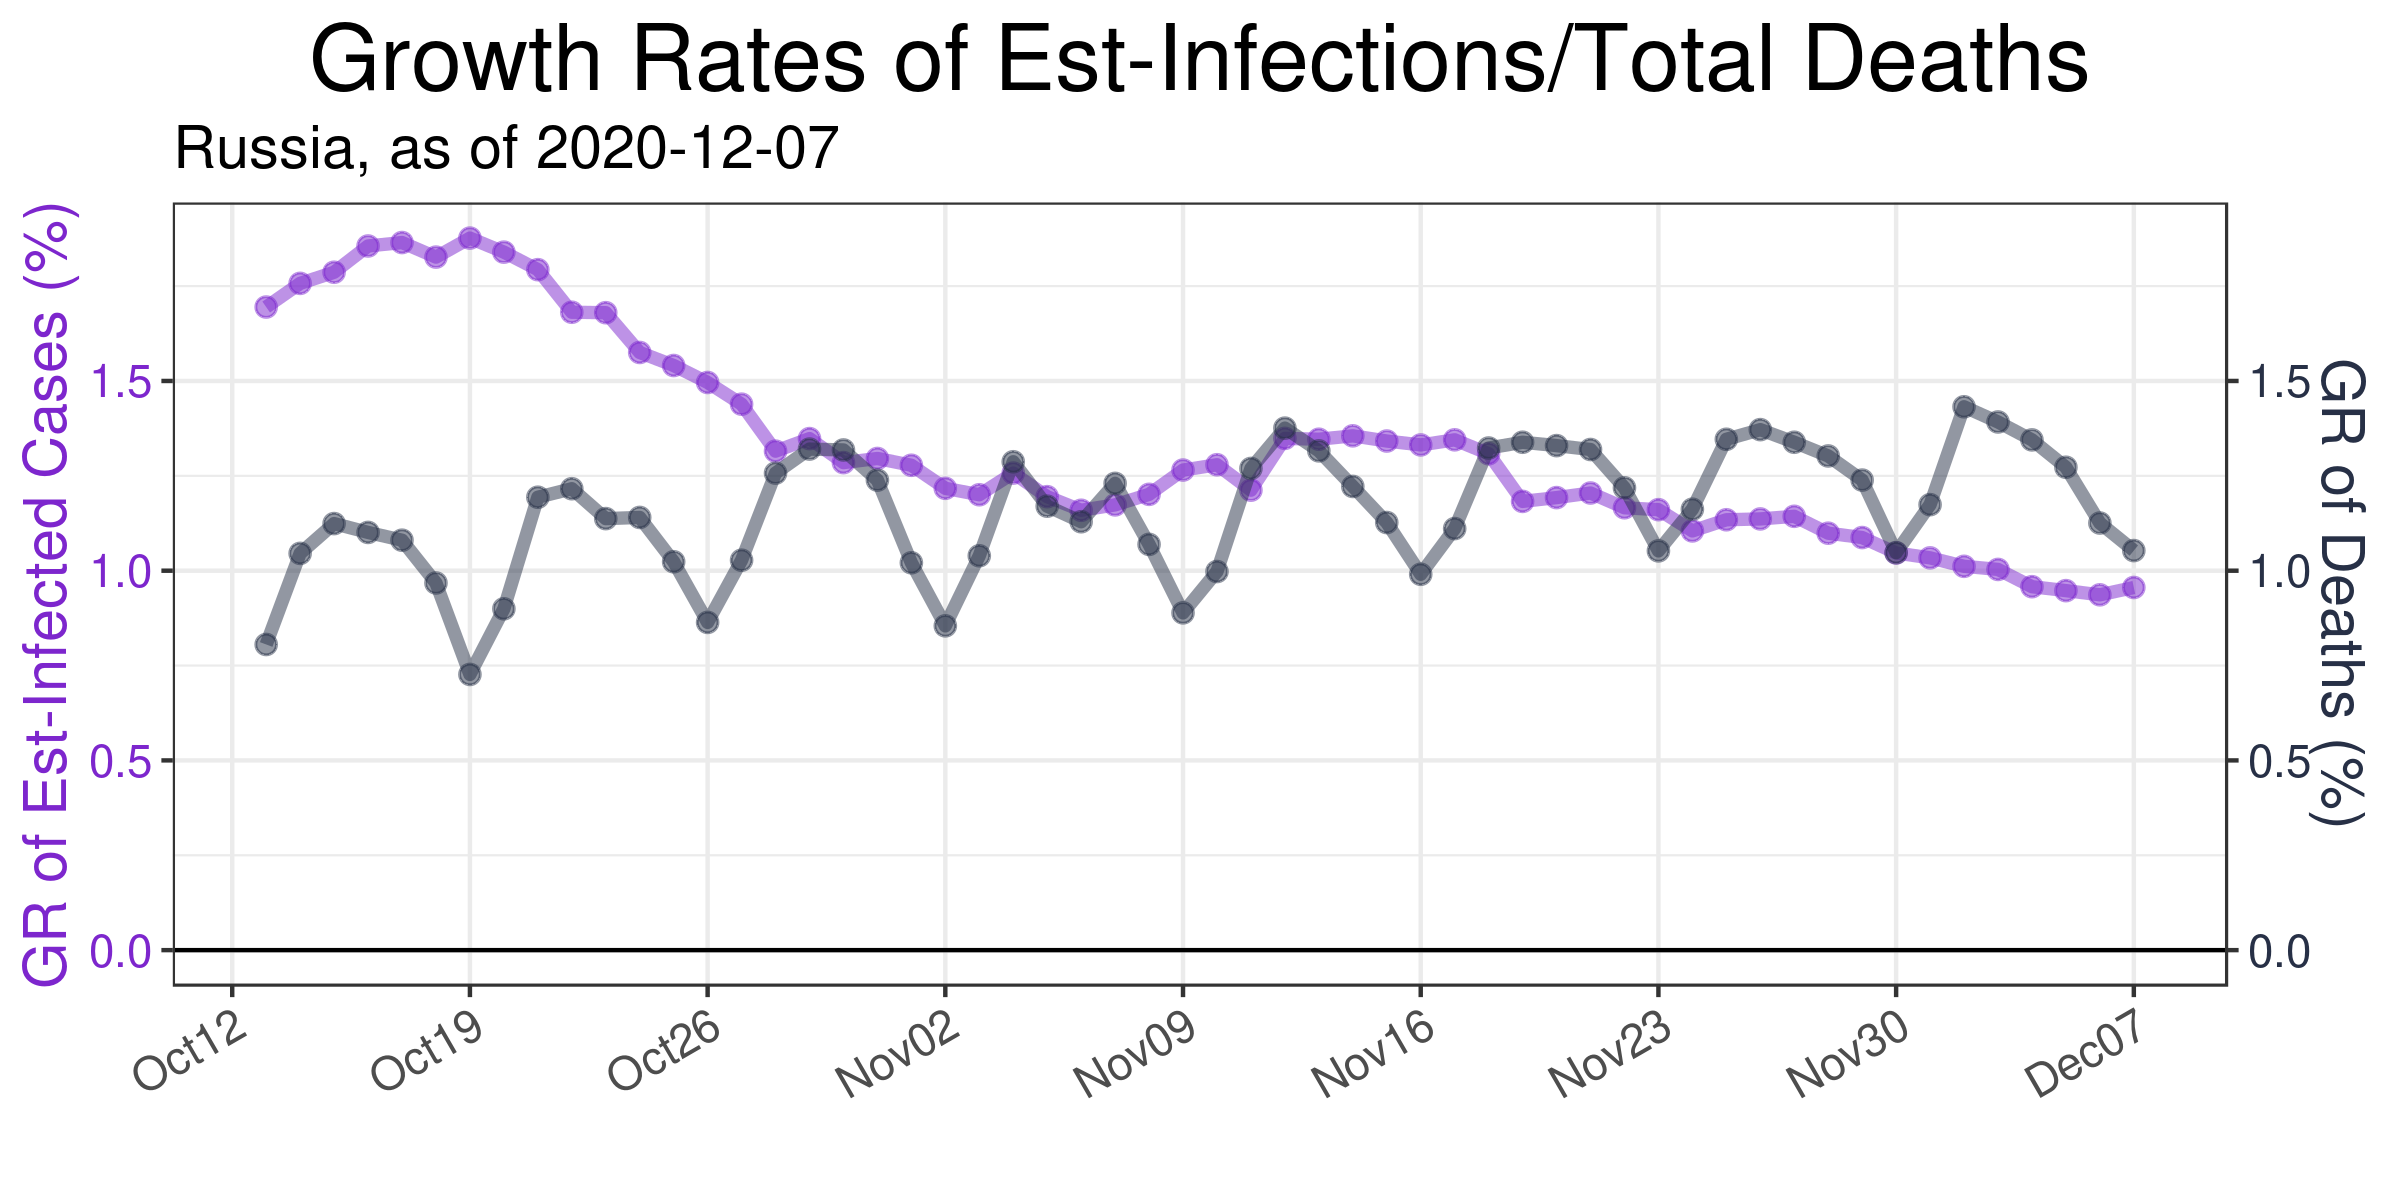 Growth Rates of Est-Infections/Total Deaths
Russia, as of 2020-12-07
GR of Est-Infected Cases (%)
1.5
1.0
0.5
0.0
1.5
1.0
0.5
0.0
GR of Deaths (%)
Oct12
Oct19
Oct26
Nov02
Nov09
Nov16
Nov23
Nov30
Dec07